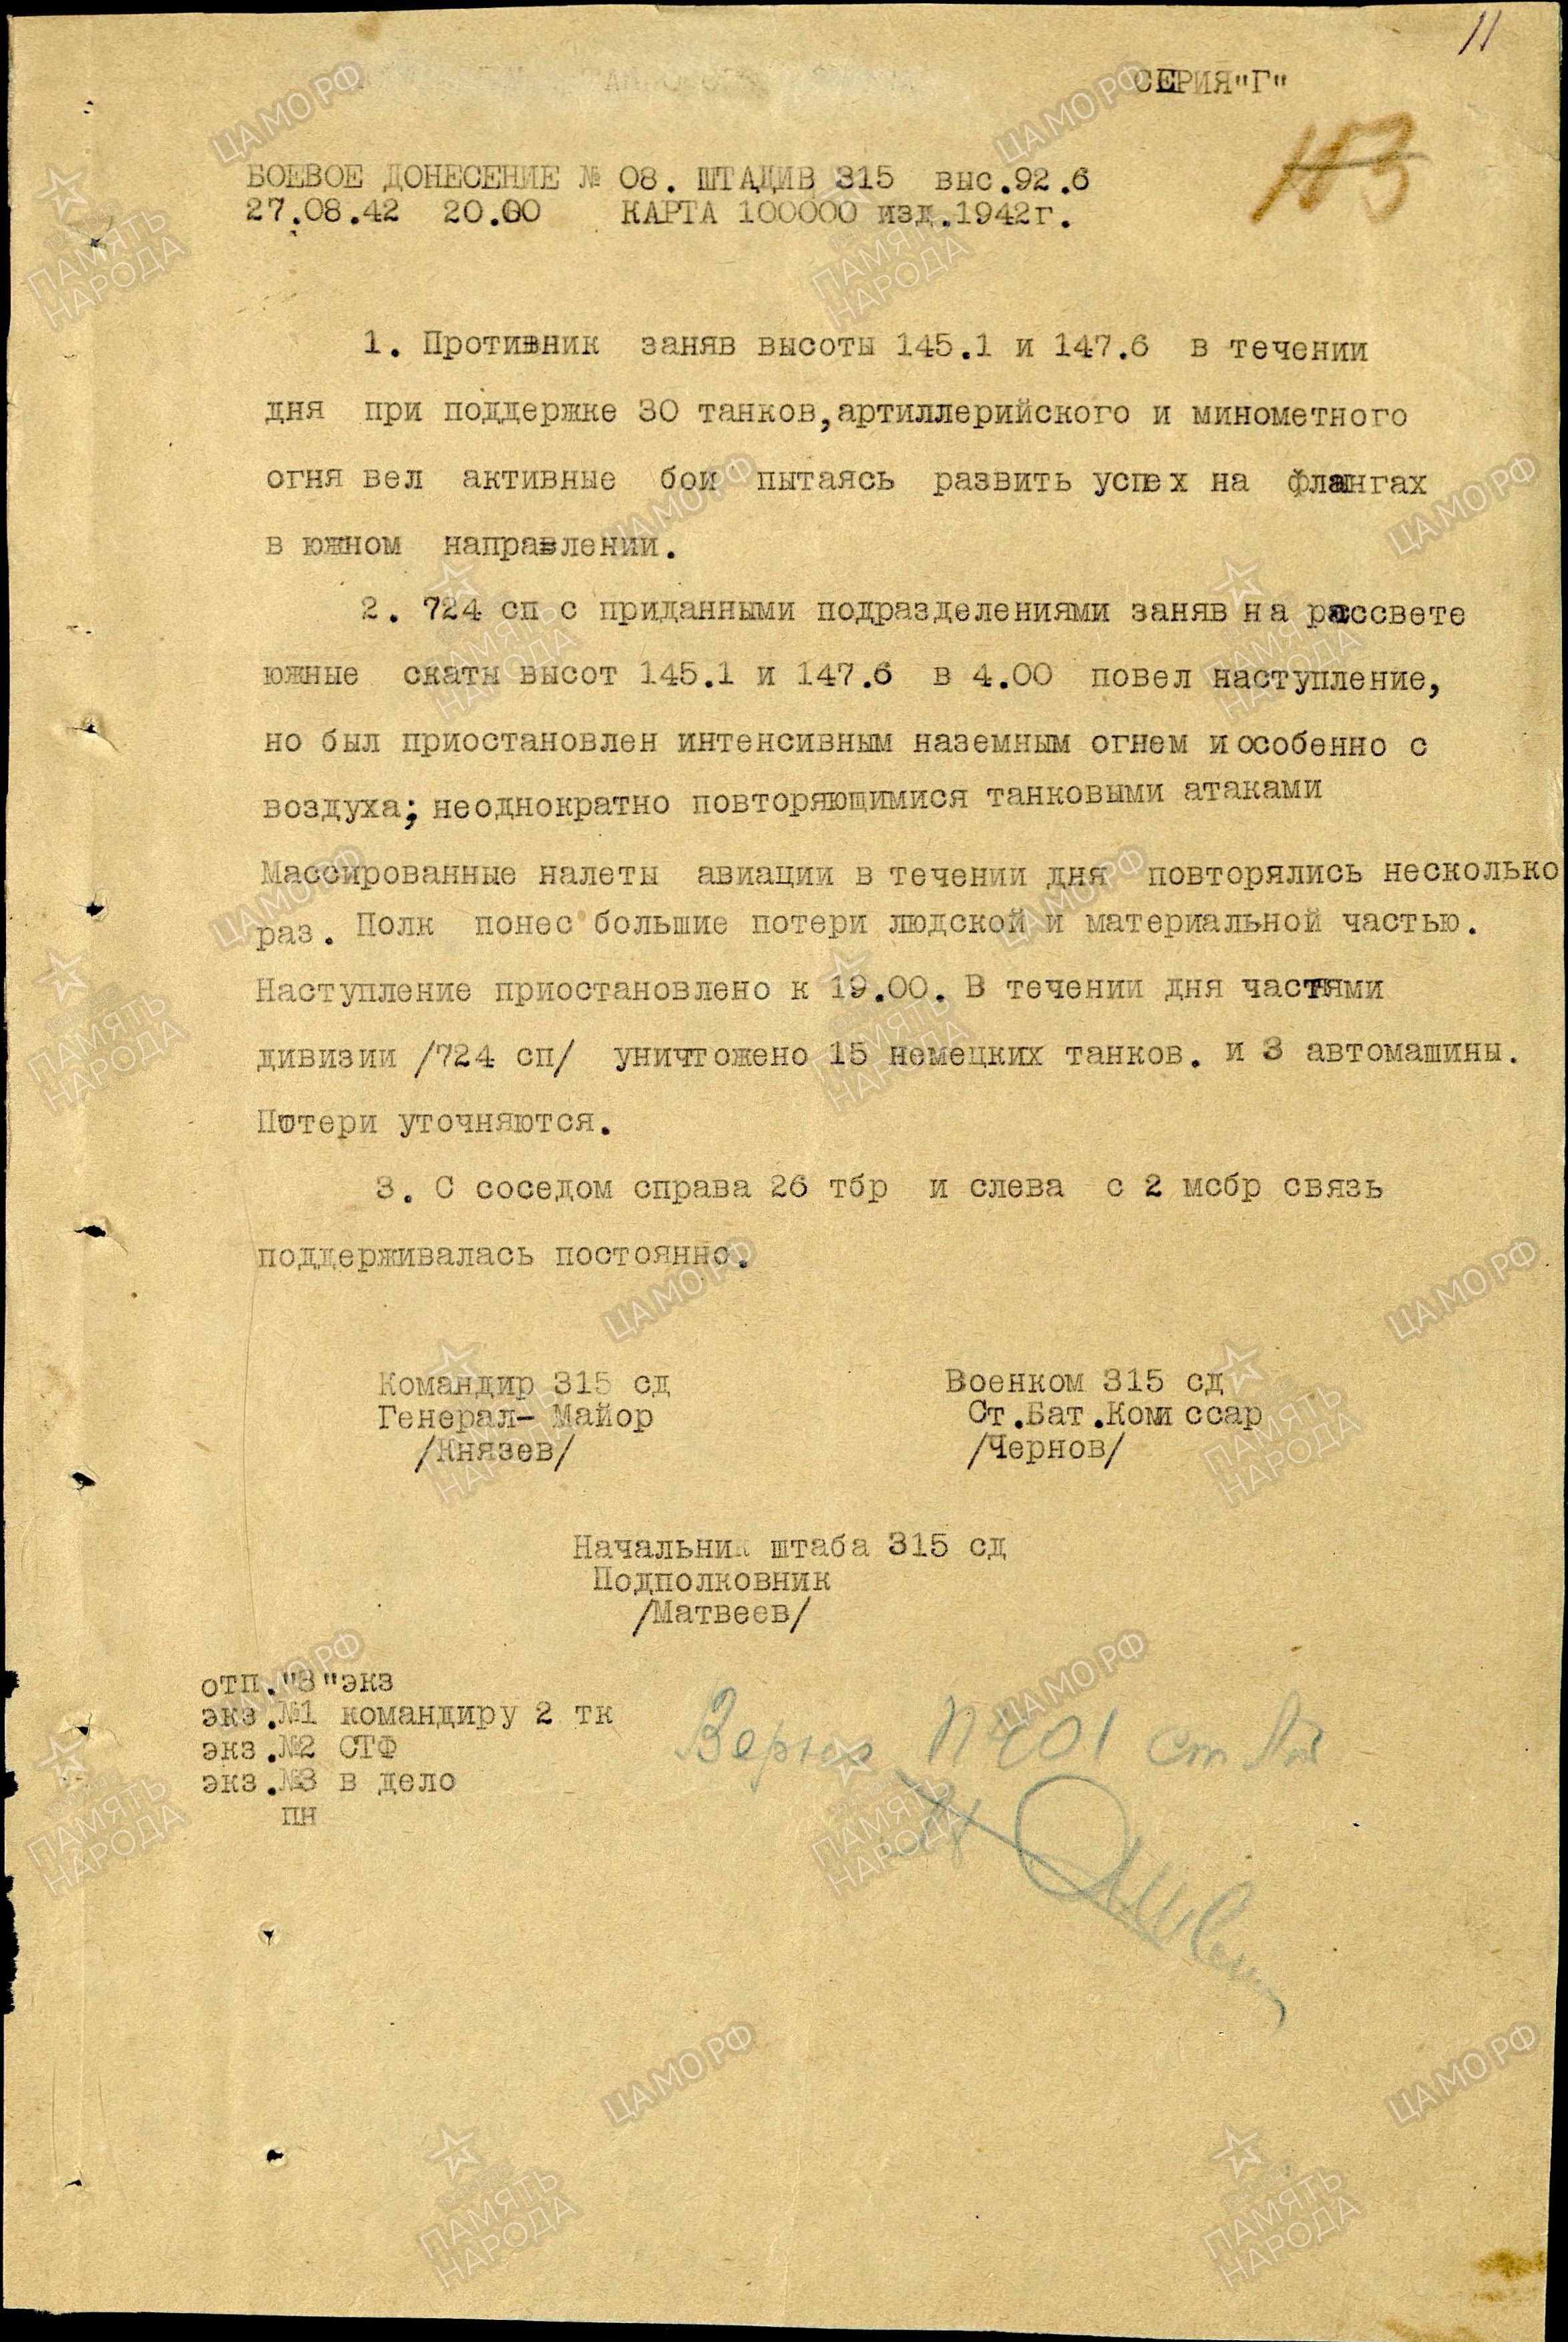 11
СЕРИЯ"Г"
103
БОЕВОЕ ДОНЕСЕНИЕ № 08. ШТАДИВ 315 выс.92.6
27.08.42 20.00 КАРТА 100000 изд.1942г.
1. Противник заняв высоты 145.1 и 147.6 в течении
дня при поддержке 30 танков,артиллерийского и минометного
огня вел активные бои пытаясь развить успех на флангах
в южном направлении.
2. 724 сп с приданными подразделениями заняв на рассвете
южные скаты высот 145.1 и 147.6 в 4.00 повел наступление,
но был приостановлен интенсивным наземным огнем и особенно с
воздуха; неоднократно повторяющимися танковыми атаками
Массированные налеты авиации в течении дня повторялись несколько
раз. Полк понес большие потери людской и материальной частью.
Наступление приостановлено к 19.00. В течении дня частями
дивизии /724 сп/ уничтожено 15 немецких танков. и 3 автомашины.
Потери уточняются.
3. С соседом справа 26 тбр и слева с 2 мсбр связь
поддерживалась постоянно.
Командир 315 сд Военком 315 сд
Генерал- Майор Ст.Бат.Комиссар
/Князев/ /Чернов/
Начальник штаба 315 сд
Подполковник
/Матвеев/
отп."3"экз
экз.№1 командиру 2 тк
экз.№2 СТФ
экз.№3 в дело
пн
ЦАМО.РФ
ПАМЯТЬ НАРОДА